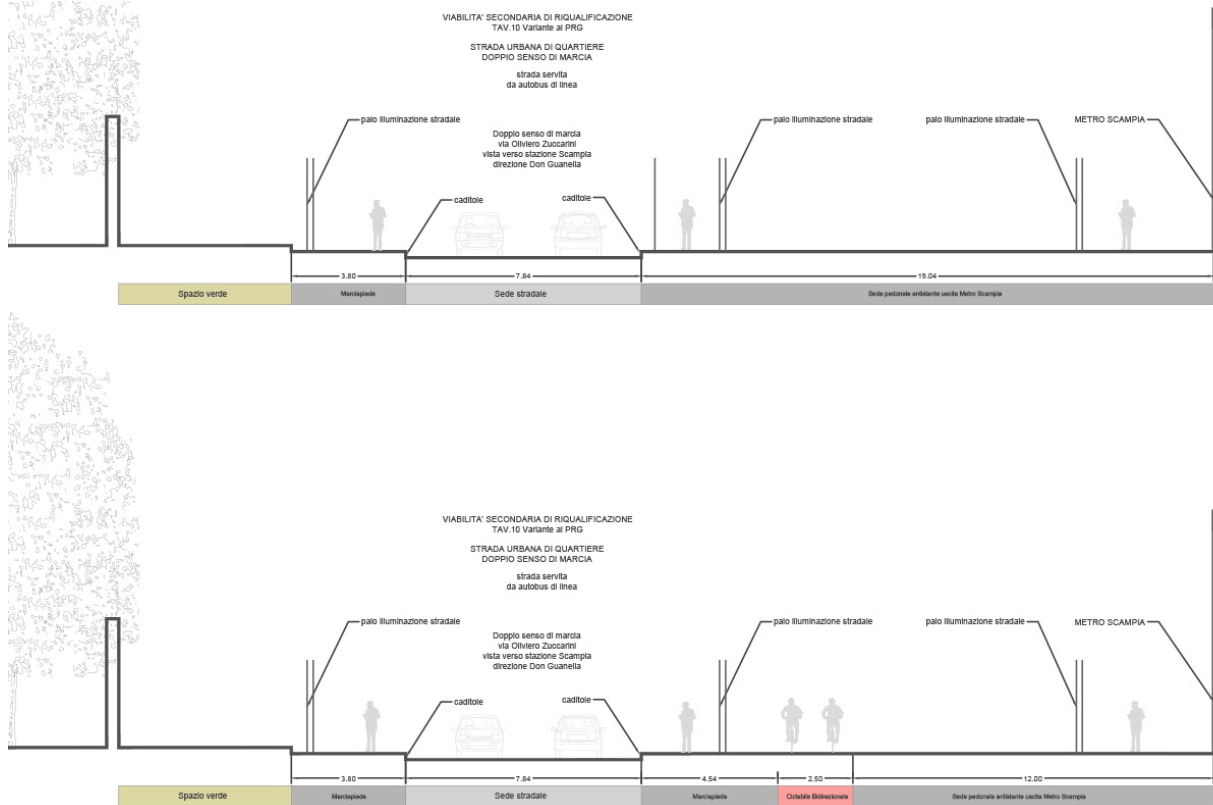 VIABILITA' SECONDARIA DI RIQUALIFICAZIONE
TAV.10 Variante al PRG
STRADA URBANA DI QUARTIERE
DOPPIO SENSO DI MARCIA
strada servita
da autobus di linea
palo illuminazione stradale
palo illuminazione stradale
palo illuminazione stradale
METRO SCAMPIA
Doppio senso di marcia
via Oliviero Zuccarini
vista verso stazione Scampia
direzione Don Guanella
caditoie
caditoie
3.80
7.84
19.04
Spazio verde
Marciapiede
Sede stradale
Sede pedonale antistante uscita Metro Scampia
VIABILITA' SECONDARIA DI RIQUALIFICAZIONE
TAV.10 Variante al PRG
STRADA URBANA DI QUARTIERE
DOPPIO SENSO DI MARCIA
strada servita
da autobus di linea
palo illuminazione stradale
palo illuminazione stradale
palo illuminazione stradale
METRO SCAMPIA
Doppio senso di marcia
via Oliviero Zuccarini
vista verso stazione Scampia
direzione Don Guanella
caditoie
caditoie
3.80
7.84
4.54
2.50
12.00
Spazio verde
Marciapiede
Sede stradale
Marciapiede
Ciclabile Bidirezionale
Sede pedonale antistante uscita Metro Scampia